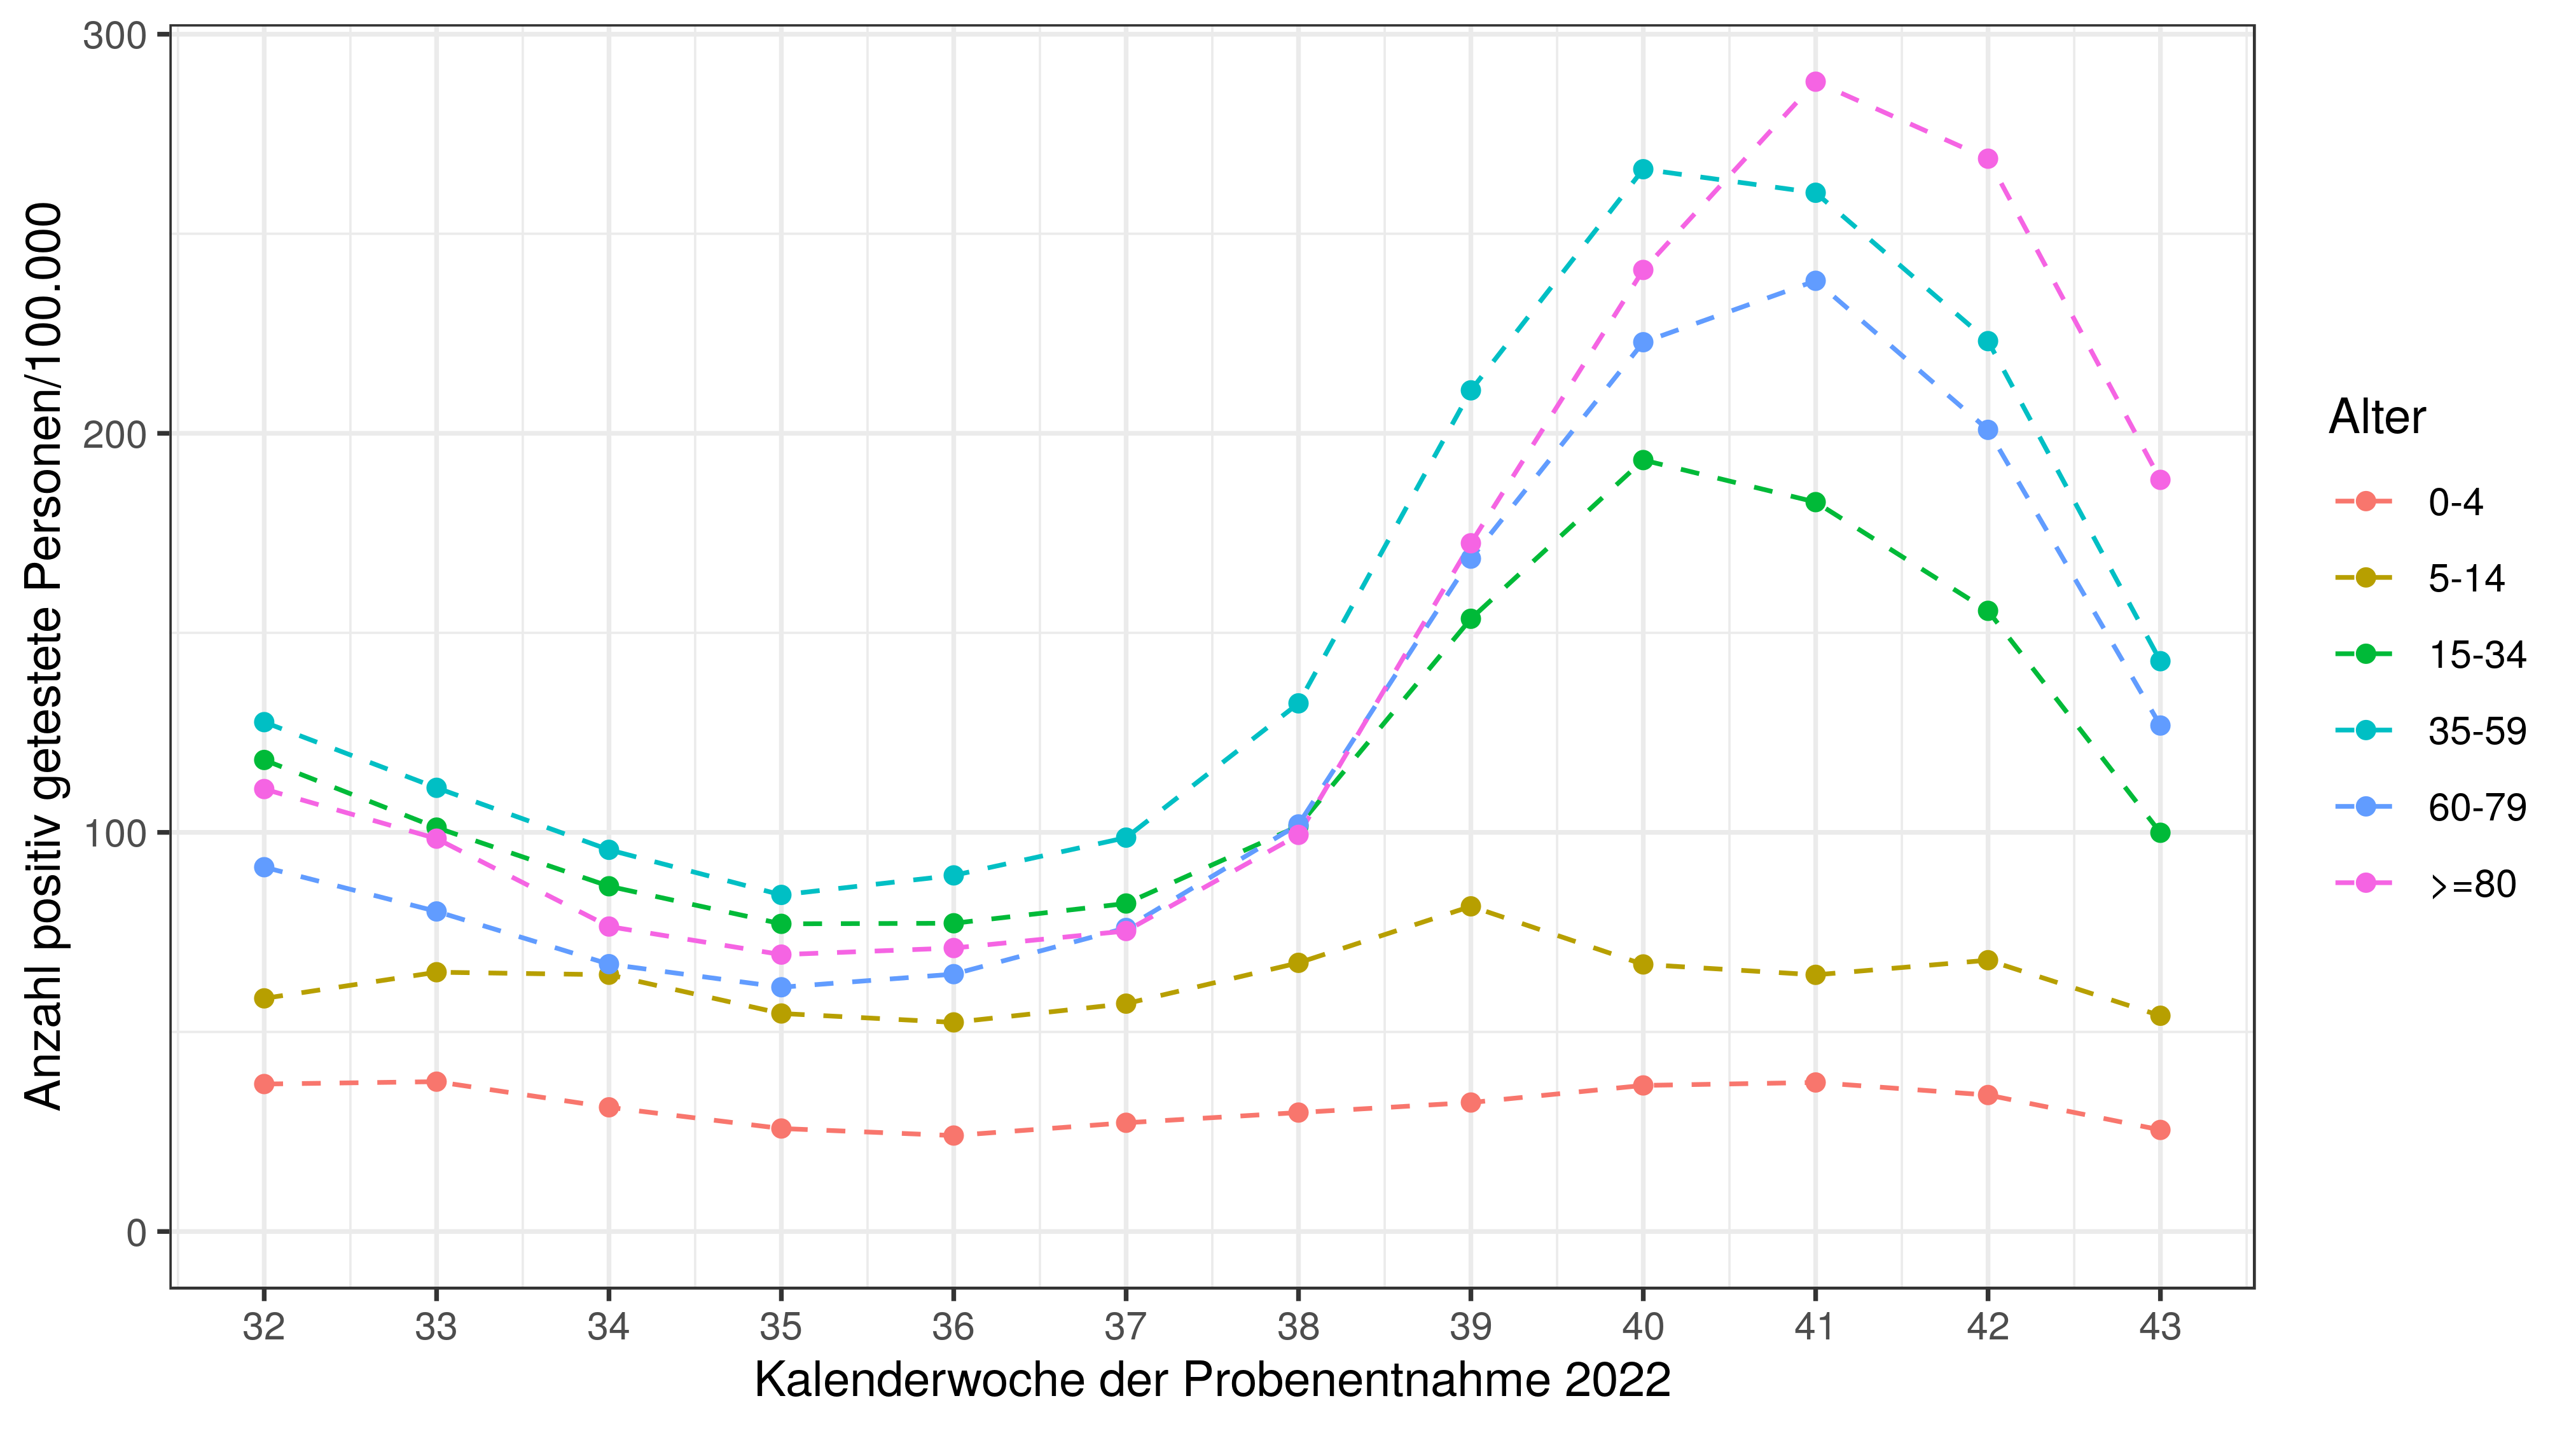 Anzahl positiv getestete Personen/100.000
300
200
100
0
32 33 34 35 36 37 38 39 40 41 42 43
Kalenderwoche der Probenentnahme 2022
Alter
0-4
5-14
15-34
35-59
60-79
>=80